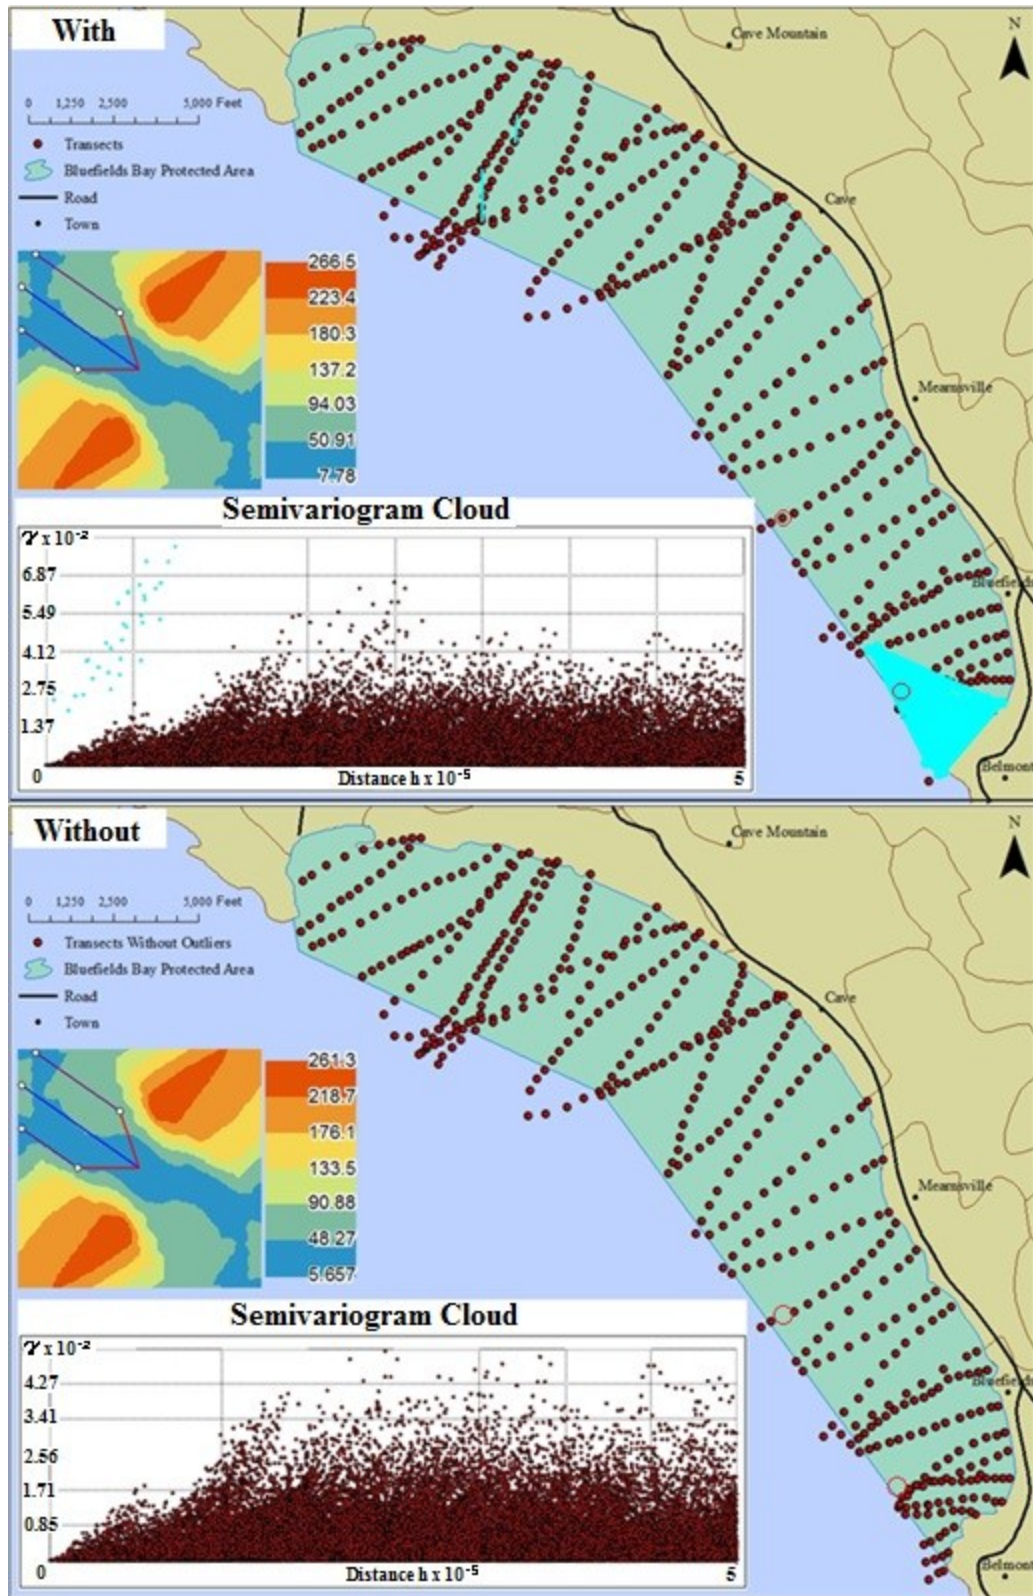 With
N
Cave Mountain
0 1,250 2,500 5,000 Feet
Transects
Bluefields Bay Protected Area
Road
Town
Cave
266.5
223.4
180.3
137.2
94.03
50.91
7.78
Mearnsville
Semivariogram Cloud
γ x 10-2
6.87
5.49
4.12
2.75
1.37
0
Distance h x 10-5
5
Bluefields
Belmont
Without
N
Cave Mountain
0 1,250 2,500 5,000 Feet
Transects Without Outliers
Bluefields Bay Protected Area
Road
Town
Cave
261.3
218.7
176.1
133.5
90.88
48.27
5.657
Mearnsville
Semivariogram Cloud
γ x 10-2
4.27
3.41
2.56
1.71
0.85
0
Distance h x 10-5
5
Bluefields
Belmont